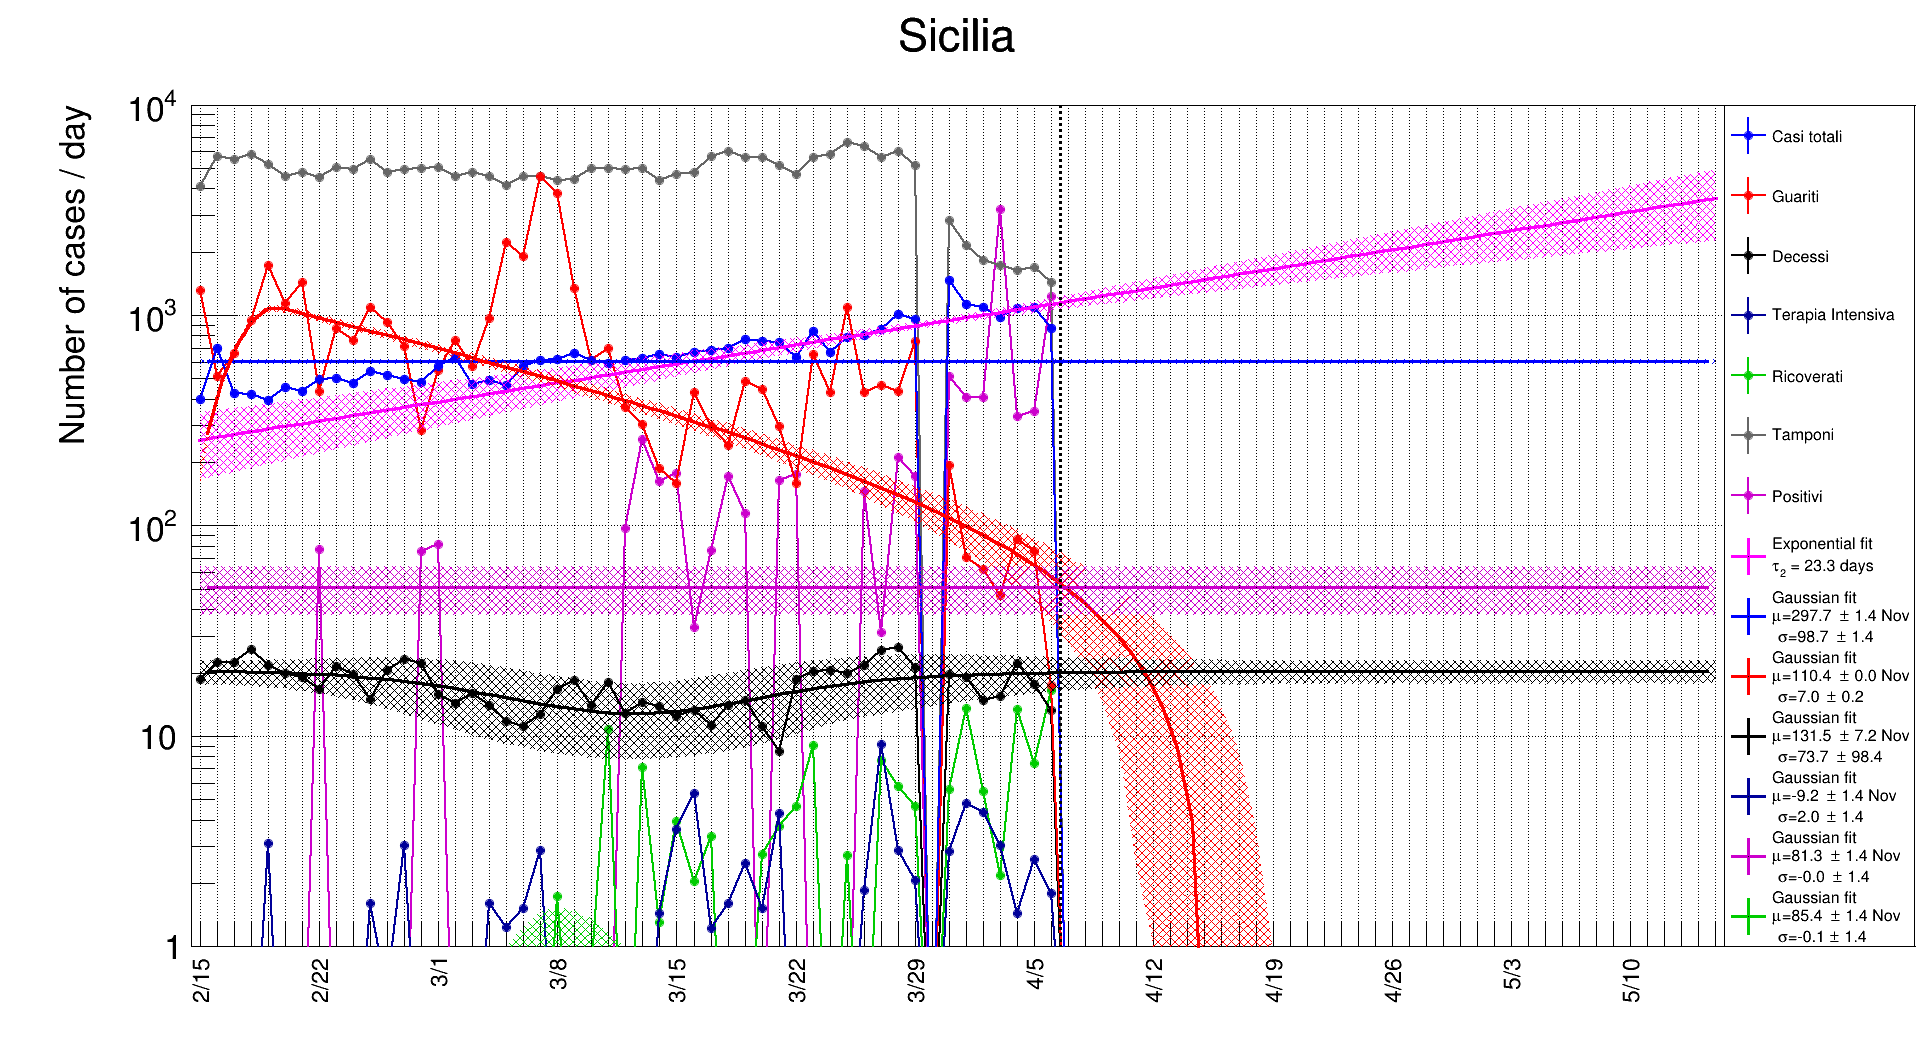 Sicilia
Number of cases / day
10⁴
10³
10²
10
1
2/15
2/22
3/1
3/8
3/15
3/22
3/29
4/5
4/12
4/19
4/26
5/3
5/10
Casi totali
Guariti
Decessi
Terapia Intensiva
Ricoverati
Tamponi
Positivi
Exponential fit
τ₂ = 23.3 days
Gaussian fit
μ=297.7 ± 1.4 Nov
σ=98.7 ± 1.4
Gaussian fit
μ=110.4 ± 0.0 Nov
σ=7.0 ± 0.2
Gaussian fit
μ=131.5 ± 7.2 Nov
σ=73.7 ± 98.4
Gaussian fit
μ=-9.2 ± 1.4 Nov
σ=2.0 ± 1.4
Gaussian fit
μ=81.3 ± 1.4 Nov
σ=-0.0 ± 1.4
Gaussian fit
μ=85.4 ± 1.4 Nov
σ=-0.1 ± 1.4